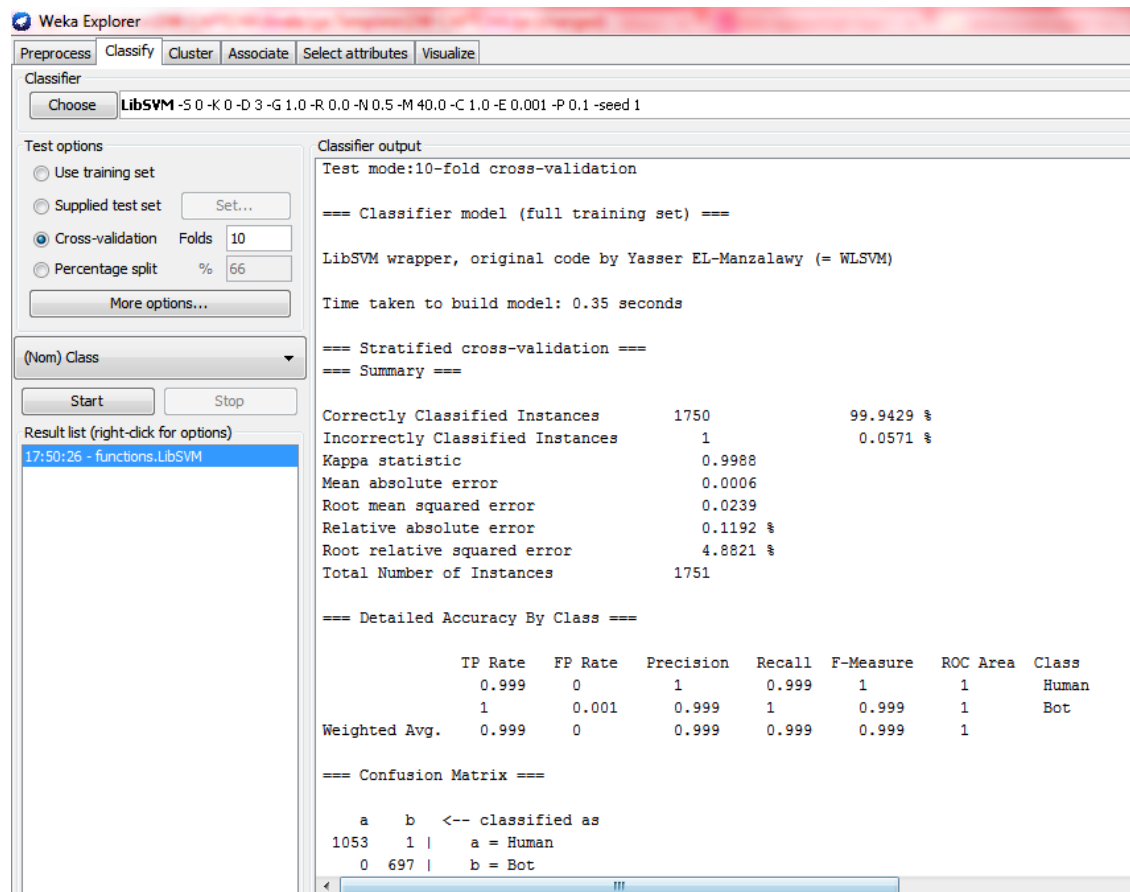 Weka Explorer
Preprocess Classify Cluster Associate Select attributes Visualize
Classifier
Choose LibSVM -S 0 -K 0 -D 3 -G 1.0 -R 0.0 -N 0.5 -M 40.0 -C 1.0 -E 0.001 -P 0.1 -seed 1
Test options
Use training set
Supplied test set Set...
Cross-validation Folds 10
Percentage split % 66
More options...
(Nom) Class
Start Stop
Result list (right-click for options)
17:50:26 - functions.LibSVM
Classifier output
Test mode:10-fold cross-validation
=== Classifier model (full training set) ===
LibSVM wrapper, original code by Yasser EL-Manzalawy (= WLSVM)
Time taken to build model: 0.35 seconds
=== Stratified cross-validation ===
=== Summary ===
Correctly Classified Instances 1750 99.9429 %
Incorrectly Classified Instances 1 0.0571 %
Kappa statistic 0.9988
Mean absolute error 0.0006
Root mean squared error 0.0239
Relative absolute error 0.1192 %
Root relative squared error 4.8821 %
Total Number of Instances 1751
=== Detailed Accuracy By Class ===
TP Rate FP Rate Precision Recall F-Measure ROC Area Class
0.999 0 1 0.999 1 1 Human
1 0.001 0.999 1 0.999 1 Bot
Weighted Avg. 0.999 0 0.999 0.999 0.999 1
=== Confusion Matrix ===
a b <-- classified as
1053 1 | a = Human
0 697 | b = Bot